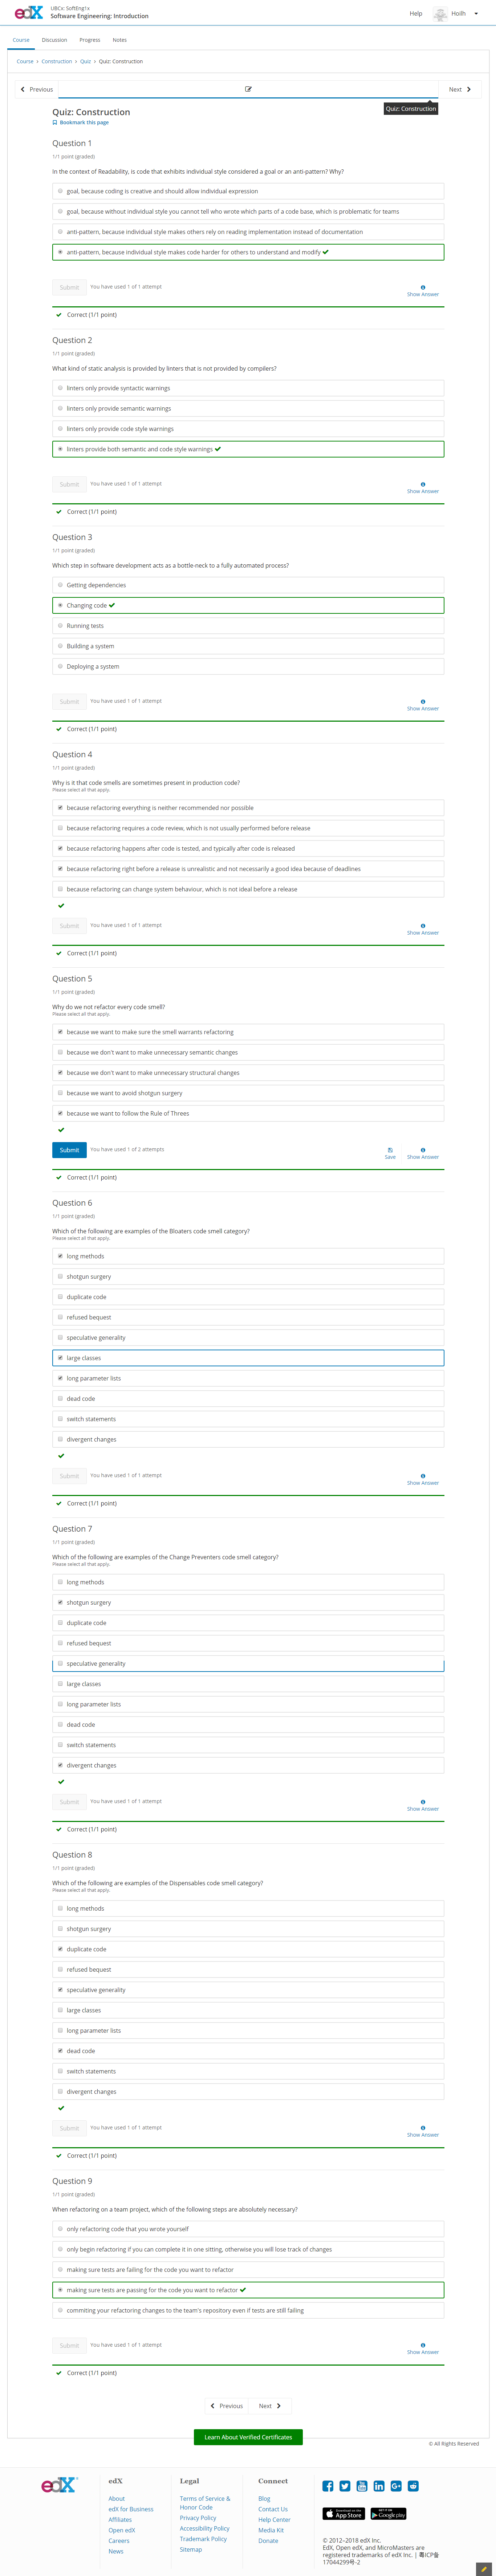 edX
UBCx: SoftEng1x
Software Engineering: Introduction
Help
Hoilh
Course Discussion Progress Notes
Course > Construction > Quiz > Quiz: Construction
Previous
Next
Quiz: Construction
Quiz: Construction
Bookmark this page
Question 1
1/1 point (graded)
In the context of Readability, is code that exhibits individual style considered a goal or an anti-pattern? Why?
goal, because coding is creative and should allow individual expression
goal, because without individual style you cannot tell who wrote which parts of a code base, which is problematic for teams
anti-pattern, because individual style makes others rely on reading implementation instead of documentation
anti-pattern, because individual style makes code harder for others to understand and modify
Submit
You have used 1 of 1 attempt
Show Answer
Correct (1/1 point)
Question 2
1/1 point (graded)
What kind of static analysis is provided by linters that is not provided by compilers?
linters only provide syntactic warnings
linters only provide semantic warnings
linters only provide code style warnings
linters provide both semantic and code style warnings
Submit
You have used 1 of 1 attempt
Show Answer
Correct (1/1 point)
Question 3
1/1 point (graded)
Which step in software development acts as a bottle-neck to a fully automated process?
Getting dependencies
Changing code
Running tests
Building a system
Deploying a system
Submit
You have used 1 of 1 attempt
Show Answer
Correct (1/1 point)
Question 4
1/1 point (graded)
Why is it that code smells are sometimes present in production code?
Please select all that apply.
because refactoring everything is neither recommended nor possible
because refactoring requires a code review, which is not usually performed before release
because refactoring happens after code is tested, and typically after code is released
because refactoring right before a release is unrealistic and not necessarily a good idea because of deadlines
because refactoring can change system behaviour, which is not ideal before a release
Submit
You have used 1 of 1 attempt
Show Answer
Correct (1/1 point)
Question 5
1/1 point (graded)
Why do we not refactor every code smell?
Please select all that apply.
because we want to make sure the smell warrants refactoring
because we don't want to make unnecessary semantic changes
because we don't want to make unnecessary structural changes
because we want to avoid shotgun surgery
because we want to follow the Rule of Threes
Submit
You have used 1 of 2 attempts
Save
Show Answer
Correct (1/1 point)
Question 6
1/1 point (graded)
Which of the following are examples of the Bloaters code smell category?
Please select all that apply.
long methods
shotgun surgery
duplicate code
refused bequest
speculative generality
large classes
long parameter lists
dead code
switch statements
divergent changes
Submit
You have used 1 of 1 attempt
Show Answer
Correct (1/1 point)
Question 7
1/1 point (graded)
Which of the following are examples of the Change Preventers code smell category?
Please select all that apply.
long methods
shotgun surgery
duplicate code
refused bequest
speculative generality
large classes
long parameter lists
dead code
switch statements
divergent changes
Submit
You have used 1 of 1 attempt
Show Answer
Correct (1/1 point)
Question 8
1/1 point (graded)
Which of the following are examples of the Dispensables code smell category?
Please select all that apply.
long methods
shotgun surgery
duplicate code
refused bequest
speculative generality
large classes
long parameter lists
dead code
switch statements
divergent changes
Submit
You have used 1 of 1 attempt
Show Answer
Correct (1/1 point)
Question 9
1/1 point (graded)
When refactoring on a team project, which of the following steps are absolutely necessary?
only refactoring code that you wrote yourself
only begin refactoring if you can complete it in one sitting, otherwise you will lose track of changes
making sure tests are failing for the code you want to refactor
making sure tests are passing for the code you want to refactor
commiting your refactoring changes to the team's repository even if tests are still failing
Submit
You have used 1 of 1 attempt
Show Answer
Correct (1/1 point)
Previous Next
Learn About Verified Certificates
© All Rights Reserved
edX
edX
About
edX for Business
Affiliates
Open edX
Careers
News
Legal
Terms of Service &
Honor Code
Privacy Policy
Accessibility Policy
Trademark Policy
Sitemap
Connect
Blog
Contact Us
Help Center
Media Kit
Donate
App Store
Google play
© 2012–2018 edX Inc.
EdX, Open edX, and MicroMasters are
registered trademarks of edX Inc. | 粤ICP备
17044299号-2